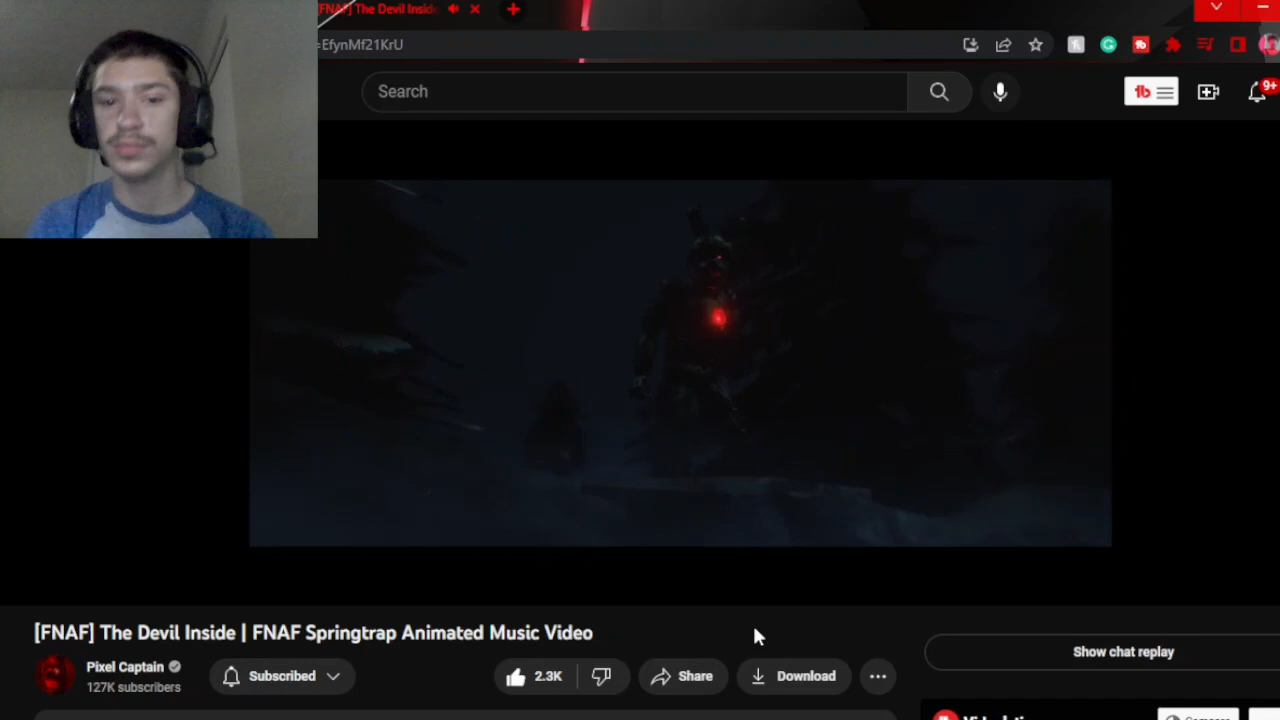 [FNAF] The Devil Inside
=EfynMf21KrU
Search
9+
[FNAF] The Devil Inside | FNAF Springtrap Animated Music Video
Pixel Captain
127K subscribers
Subscribed
2.3K
Share
Download
Show chat replay